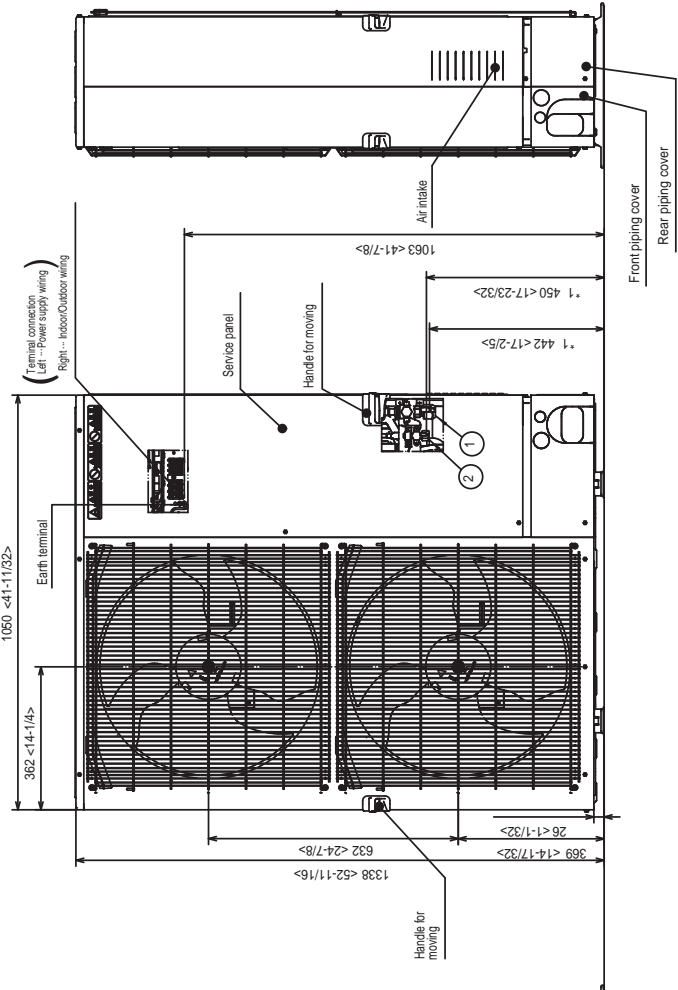 Terminal connection
Left ··· Power supply wiring
Right ··· Indoor/Outdoor wiring
1050 <41-11/32>
362 <14-1/4>
Earth terminal
Service panel
Handle for moving
Air intake
1063 <41-7/8>
*1 450 <17-23/32>
*1 442 <17-2/5>
1
2
Front piping cover
Rear piping cover
26 <1-1/32>
369 <14-17/32>
632 <24-7/8>
1338 <52-11/16>
Handle for
moving